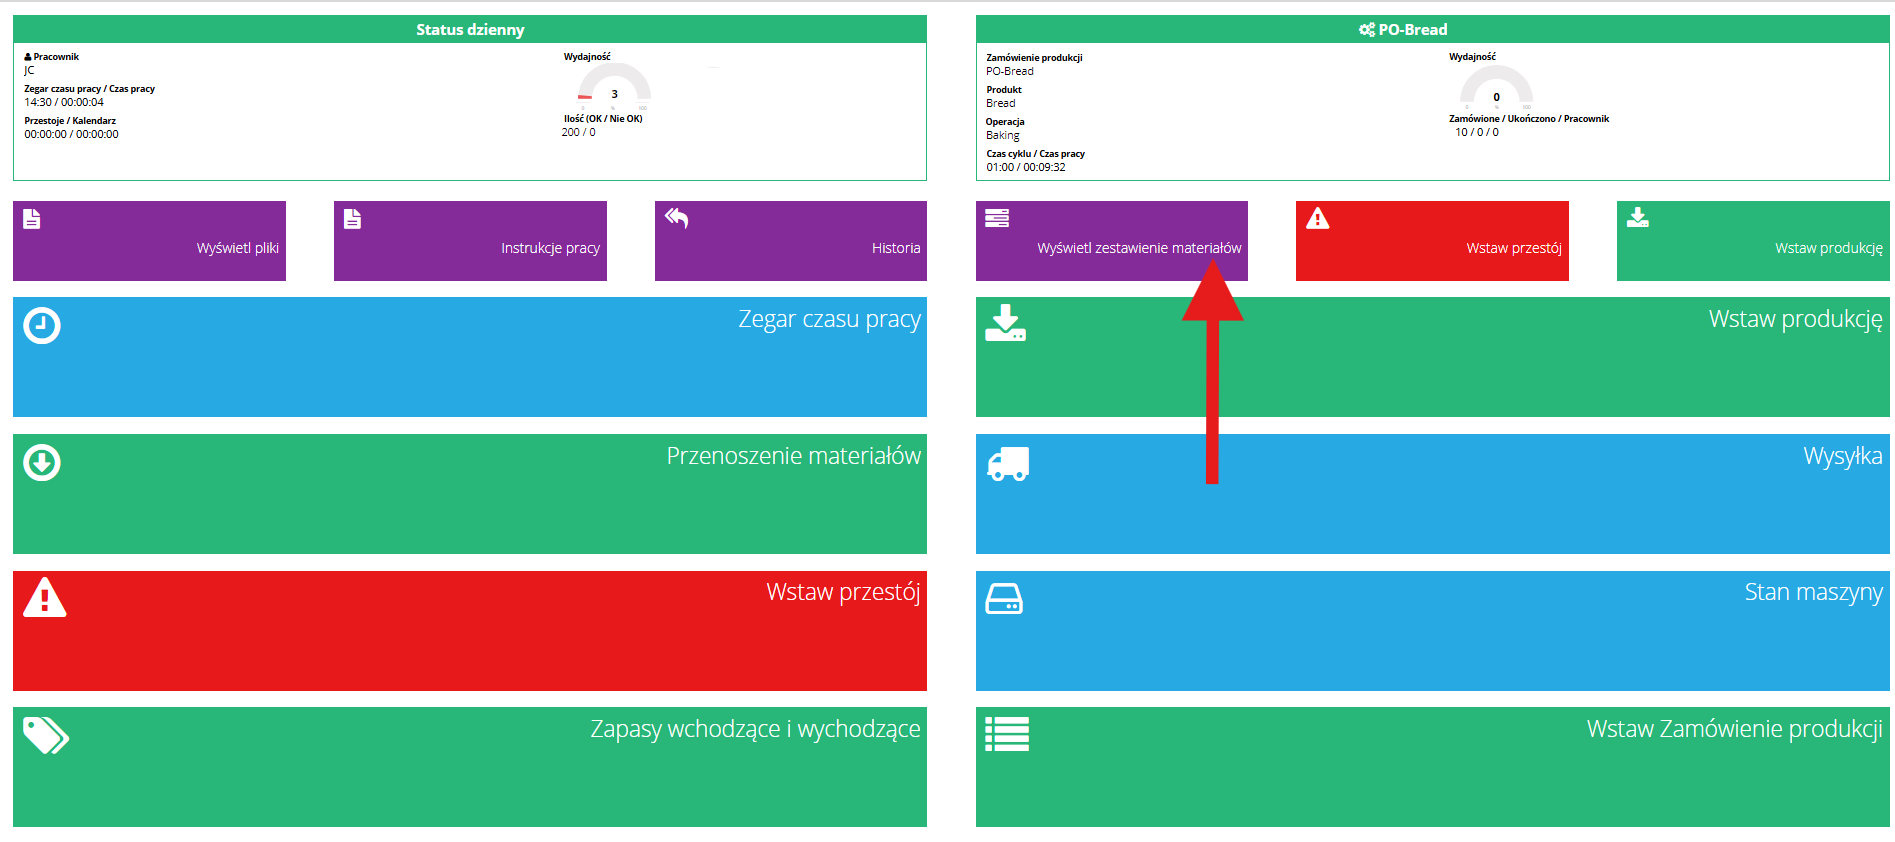 Status dzienny
Pracownik
JC
Zegar czasu pracy / Czas pracy
14:30 / 00:00:04
Przestoje / Kalendarz
00:00:00 / 00:00:00
Wydajność
3
0 % 100
Ilość (OK / Nie OK)
200 / 0
PO-Bread
Zamówienie produkcji
PO-Bread
Produkt
Bread
Operacja
Baking
Czas cyklu / Czas pracy
01:00 / 00:09:32
Wydajność
0
0 % 100
Zamówione / Ukończono / Pracownik
10 / 0 / 0
Wyświetl pliki
Instrukcje pracy
Historia
Wyświetl zestawienie materiałów
Wstaw przestój
Wstaw produkcję
Zegar czasu pracy
Wstaw produkcję
Przenoszenie materiałów
Wysyłka
Wstaw przestój
Stan maszyny
Zapasy wchodzące i wychodzące
Wstaw Zamówienie produkcji